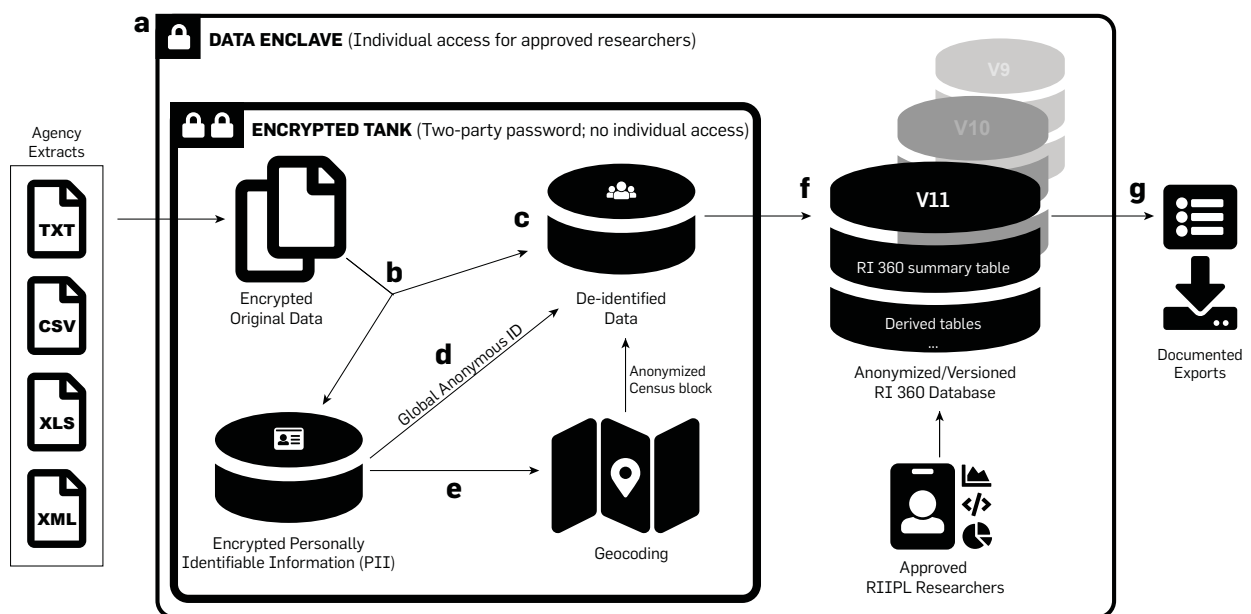 a
DATA ENCLAVE (Individual access for approved researchers)
V9
V10
V11
RI 360 summary table
Derived tables
...
Anonymized/Versioned
RI 360 Database
Agency
Extracts
TXT
CSV
XLS
XML
ENCRYPTED TANK (Two-party password; no individual access)
Encrypted
Original Data
b
c
De-identified
Data
d
Global Anonymous ID
Anonymized
Census block
e
Encrypted Personally
Identifiable Information (PII)
Geocoding
f
g
</>
Approved
RIIPL Researchers
Documented
Exports